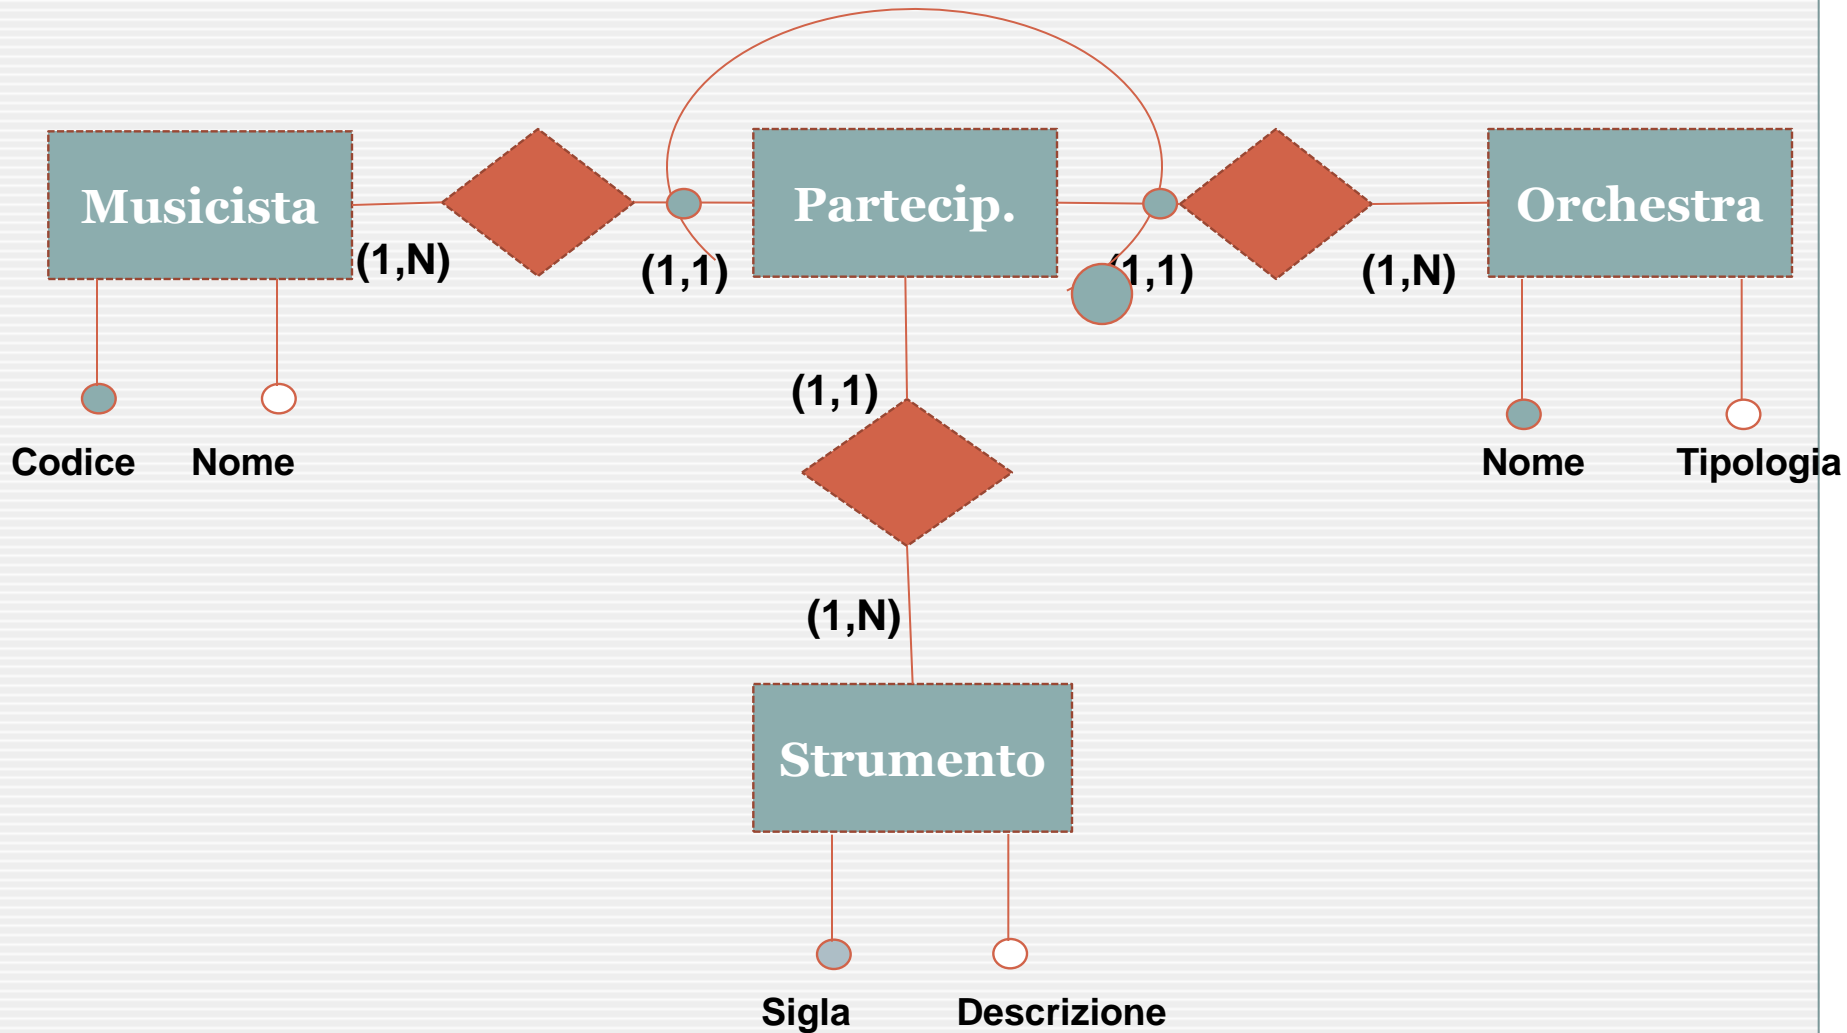 Musicista
Partecip.
Orchestra
(1,N)
(1,1)
(1,1)
(1,N)
(1,1)
Codice
Nome
Nome
Tipologia
(1,N)
Strumento
Sigla
Descrizione